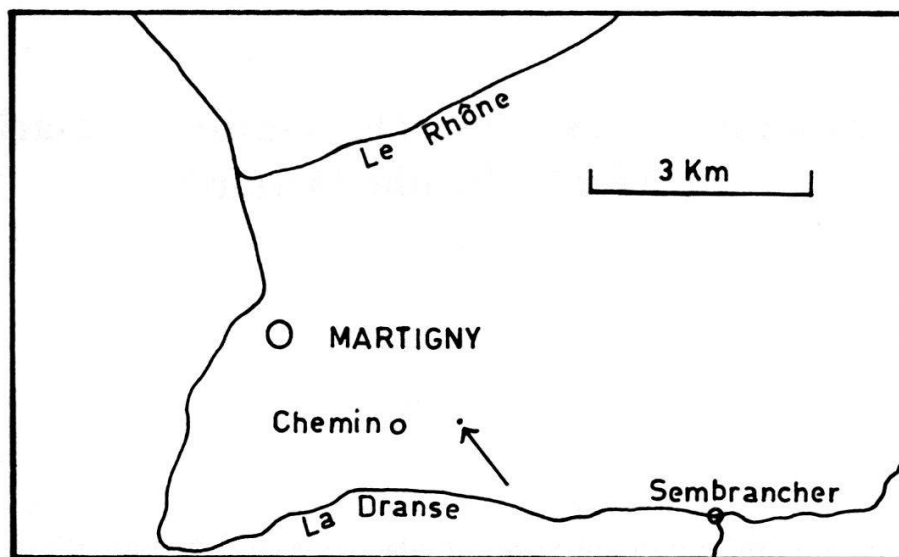 Le Rhône
3 Km
MARTIGNY
Chemin
Sembrancher
La Dranse